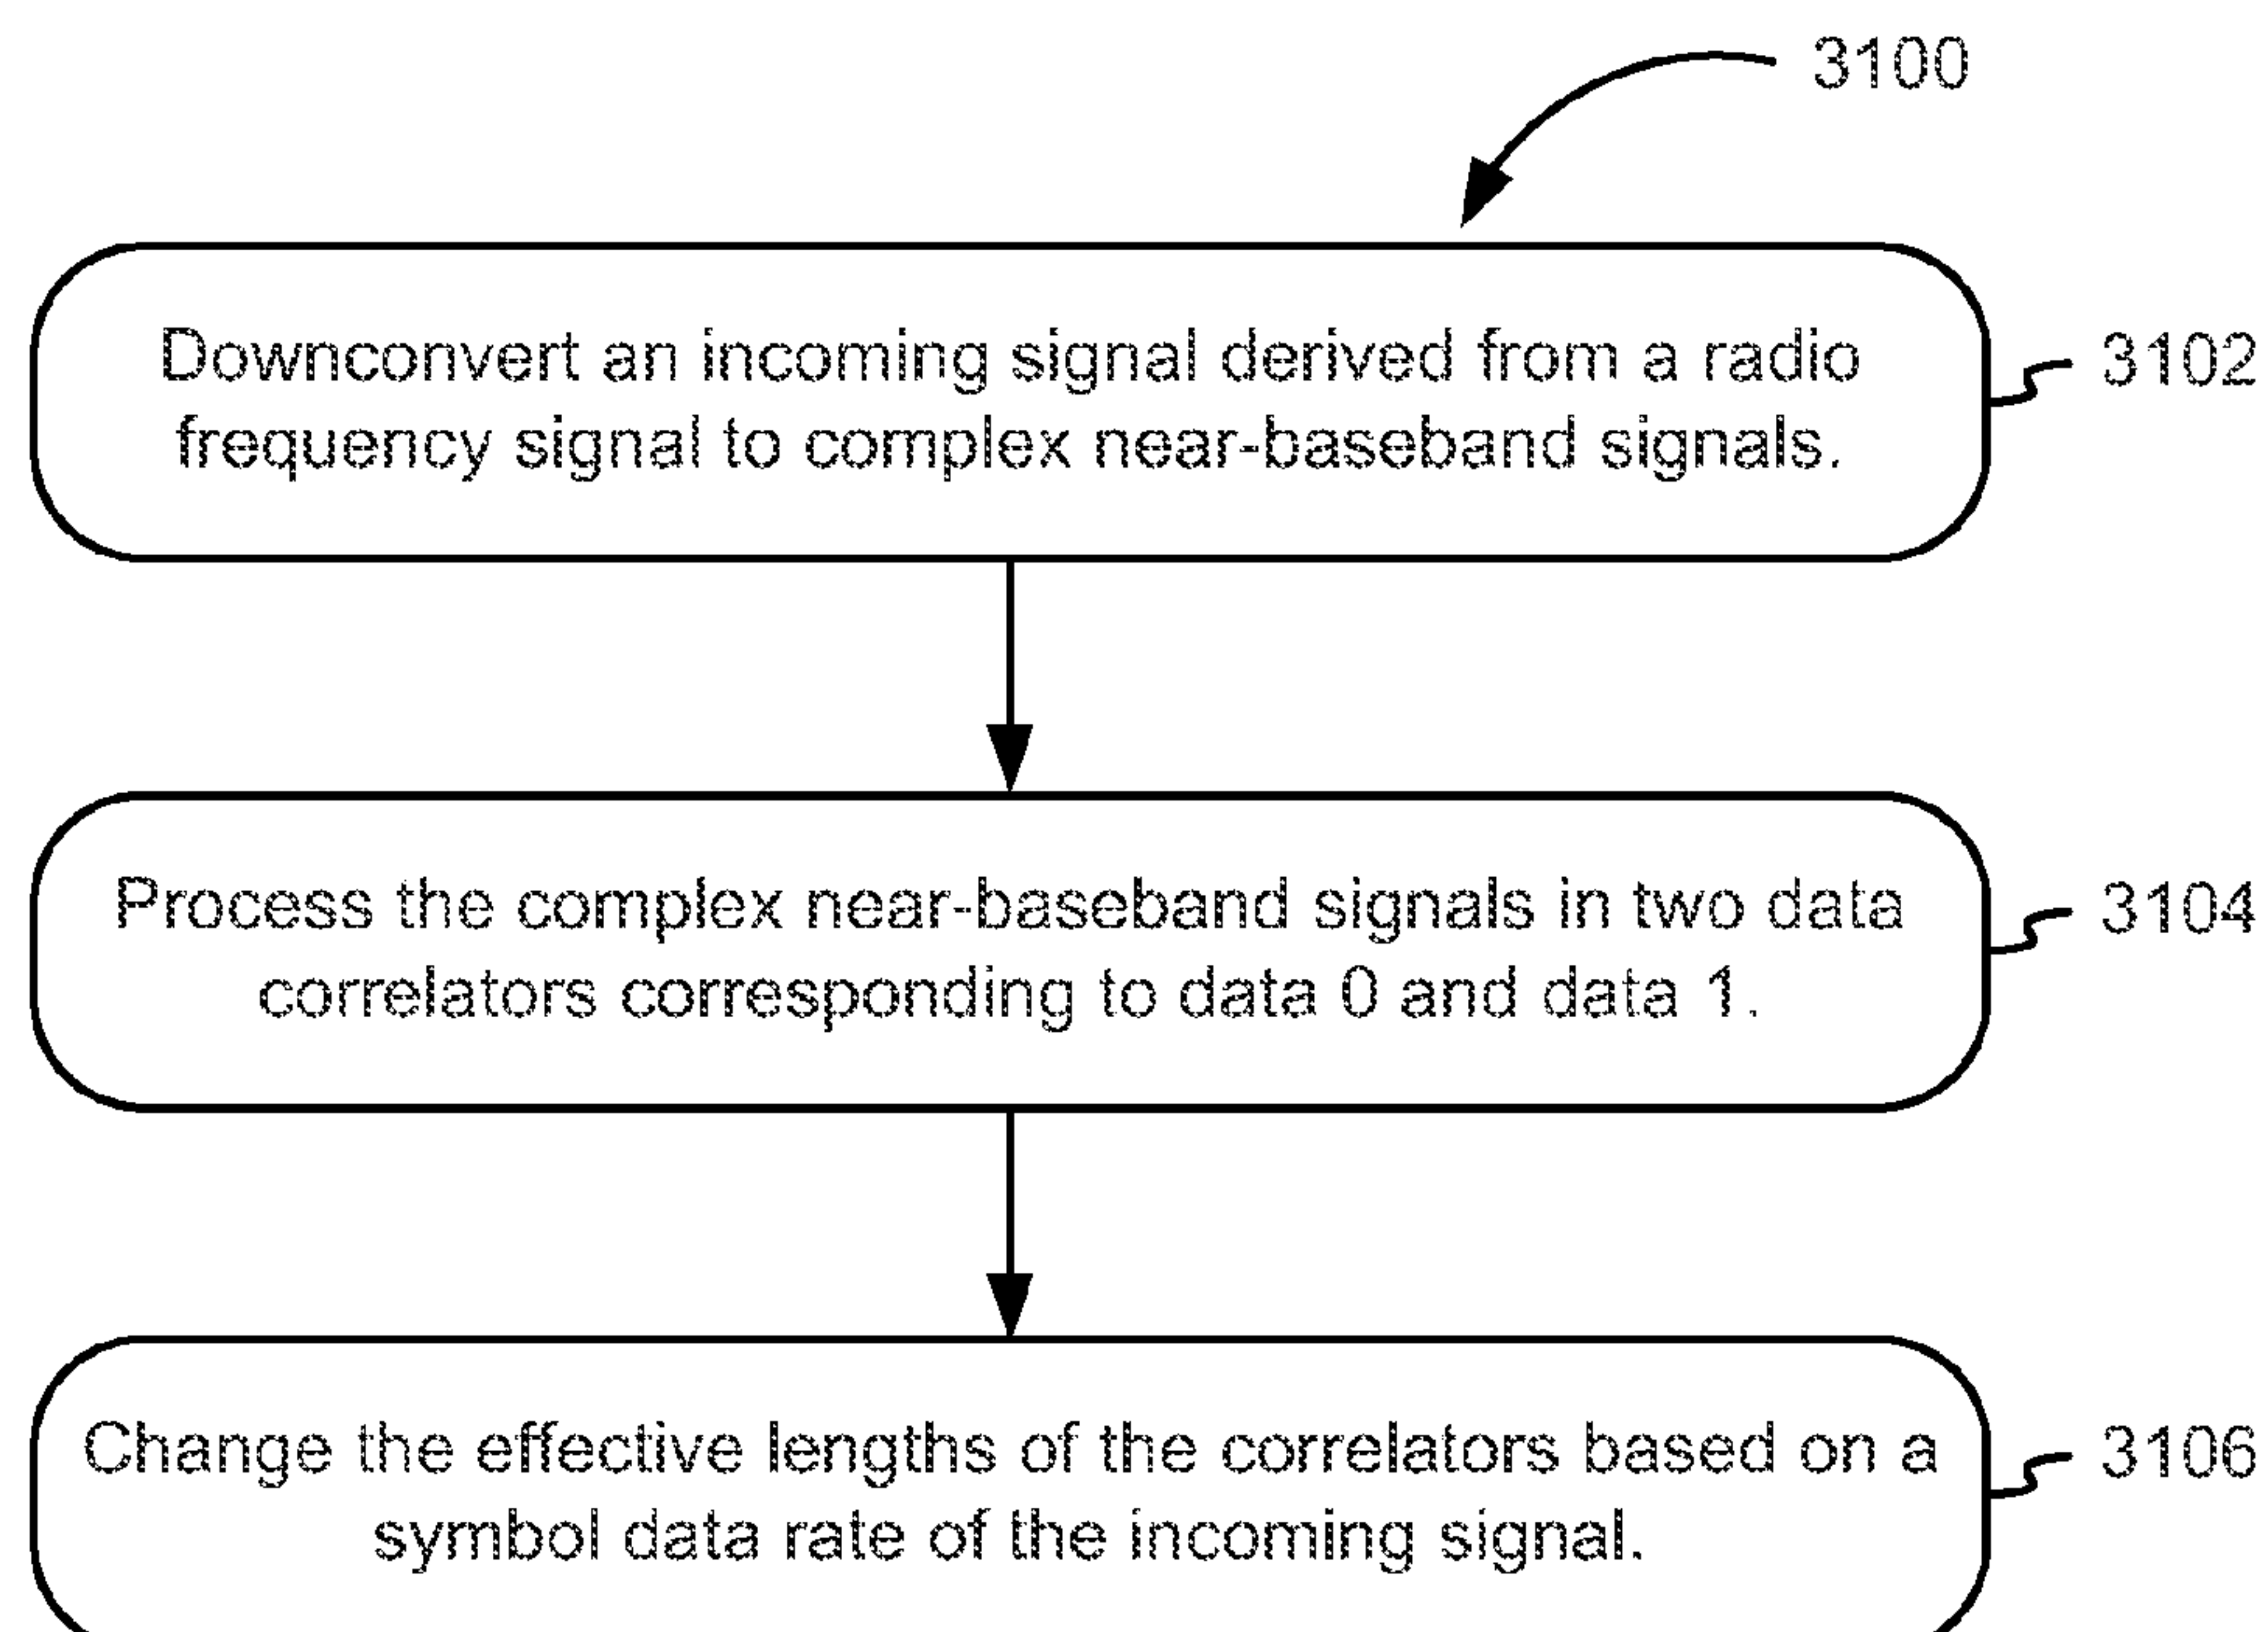 3100
Downconvert an incoming signal derived from a radio
frequency signal to complex near-baseband signals.
3102
Process the complex near-baseband signals in two data
correlators corresponding to data 0 and data 1.
3104
Change the effective lengths of the correlators based on a
symbol data rate of the incoming signal.
3106